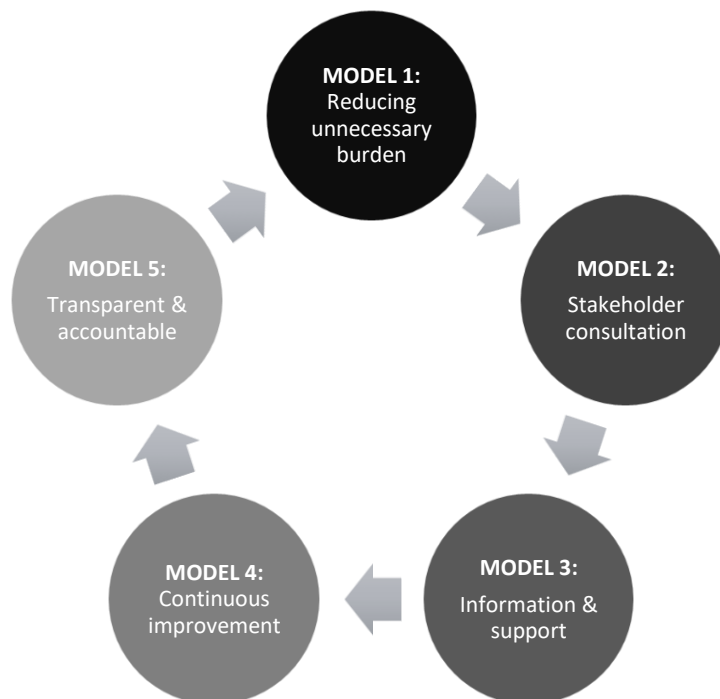 MODEL 1:
Reducing
unnecessary
burden
MODEL 2:
Stakeholder
consultation
MODEL 3:
Information &
support
MODEL 4:
Continuous
improvement
MODEL 5:
Transparent &
accountable